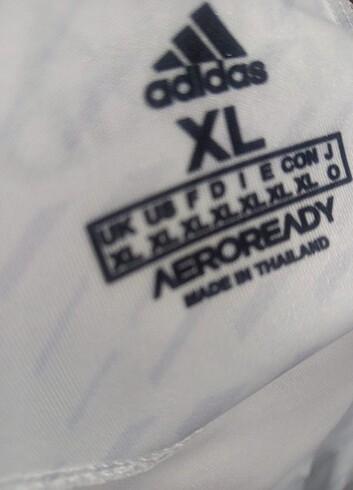 adidas
XL
UK US F D I E CON J
XL XL XL XL XL XL XL O
AEROREADY
MADE IN THAILAND